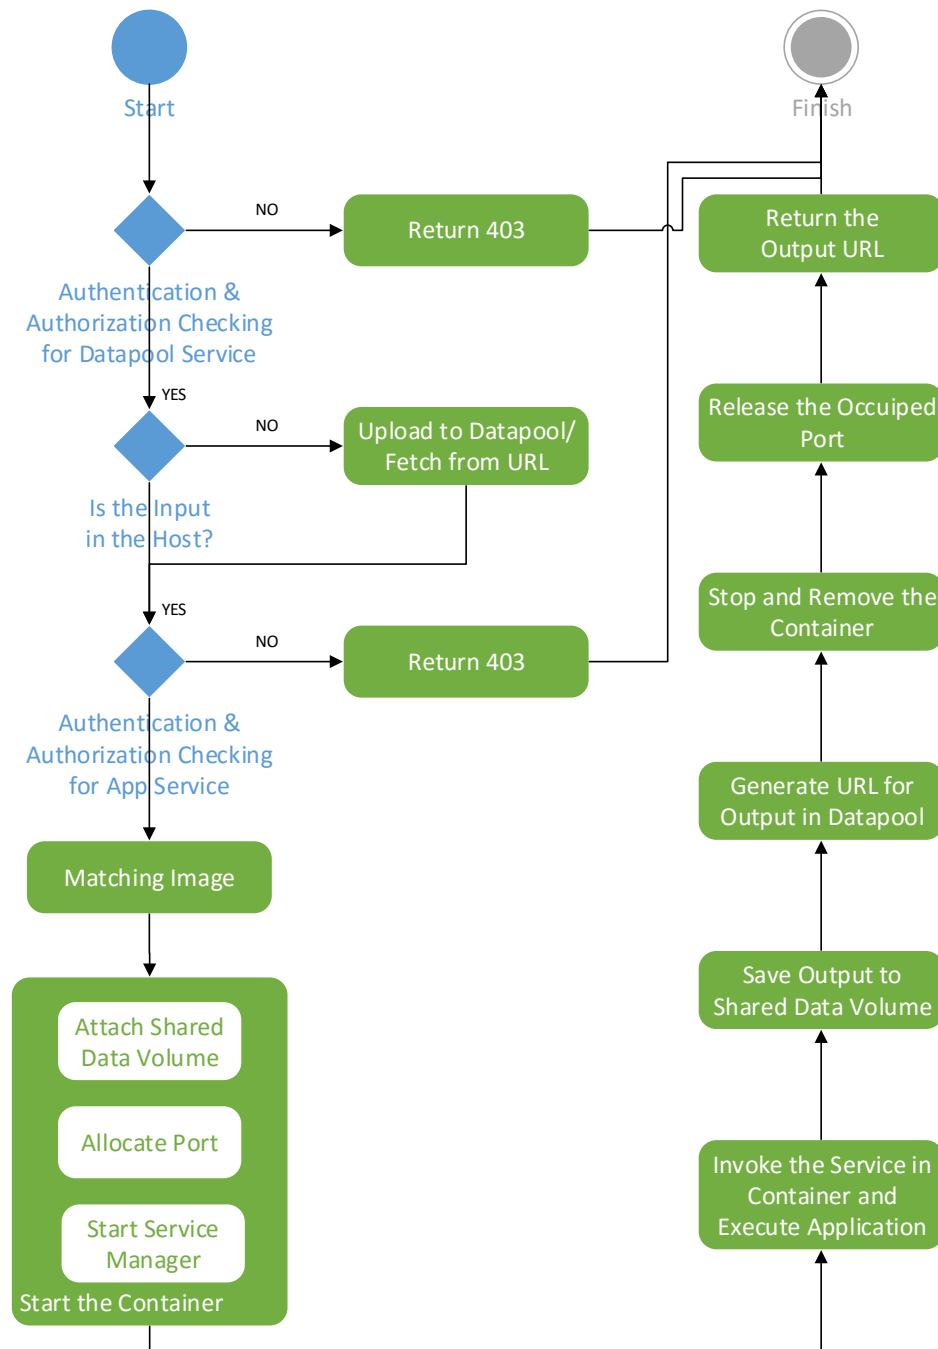 Start
Finish
NO
Return 403
Return the
Output URL
Authentication &
Authorization Checking
for Datapool Service
YES
NO
Upload to Datapool/
Fetch from URL
Release the Occuiped
Port
Is the Input
in the Host?
YES
NO
Return 403
Stop and Remove the
Container
Authentication &
Authorization Checking
for App Service
Generate URL for
Output in Datapool
Matching Image
Save Output to
Shared Data Volume
Attach Shared
Data Volume
Allocate Port
Start Service
Manager
Start the Container
Invoke the Service in
Container and
Execute Application